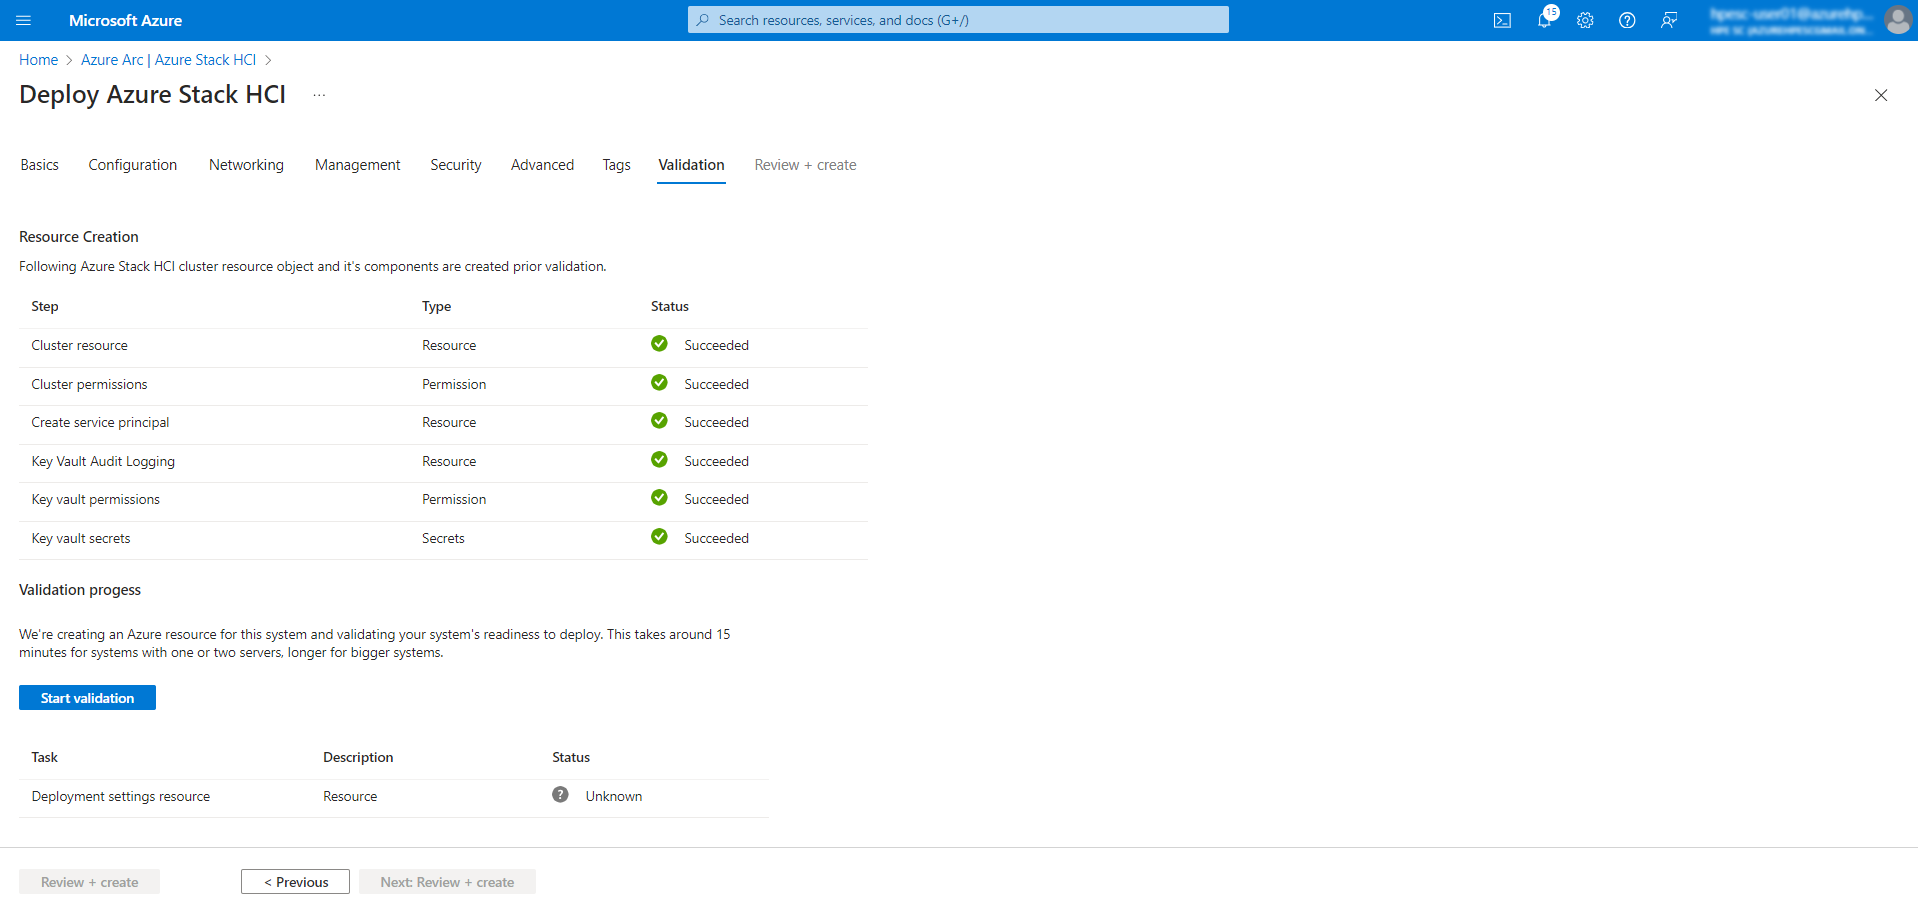 Microsoft Azure
Search resources, services, and docs (G+/)
15
Home > Azure Arc | Azure Stack HCI >
Deploy Azure Stack HCI ...
Basics Configuration Networking Management Security Advanced Tags Validation Review + create
Resource Creation
Following Azure Stack HCI cluster resource object and it's components are created prior validation.
Step Type Status
Cluster resource Resource Succeeded
Cluster permissions Permission Succeeded
Create service principal Resource Succeeded
Key Vault Audit Logging Resource Succeeded
Key vault permissions Permission Succeeded
Key vault secrets Secrets Succeeded
Validation progess
We're creating an Azure resource for this system and validating your system's readiness to deploy. This takes around 15
minutes for systems with one or two servers, longer for bigger systems.
Start validation
Task Description Status
Deployment settings resource Resource ? Unknown
Review + create < Previous Next: Review + create